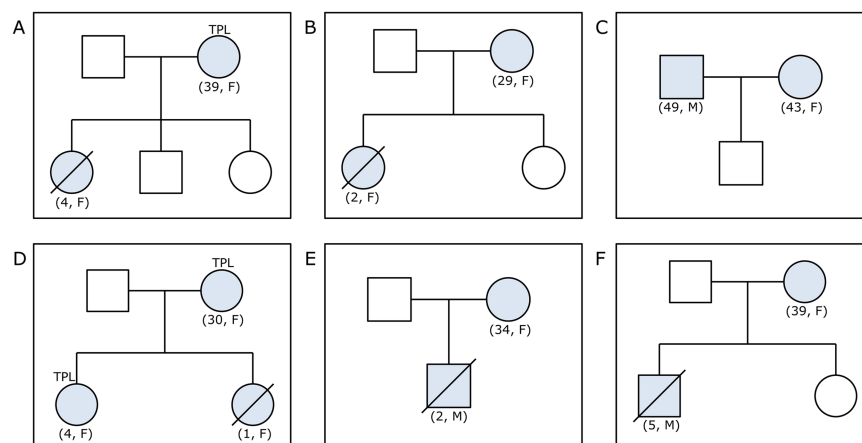 A
TPL
(39, F)
(4, F)
B
(29, F)
(2, F)
C
(49, M)
(43, F)
D
TPL
(30, F)
TPL
(4, F)
(1, F)
E
(34, F)
(2, M)
F
(39, F)
(5, M)